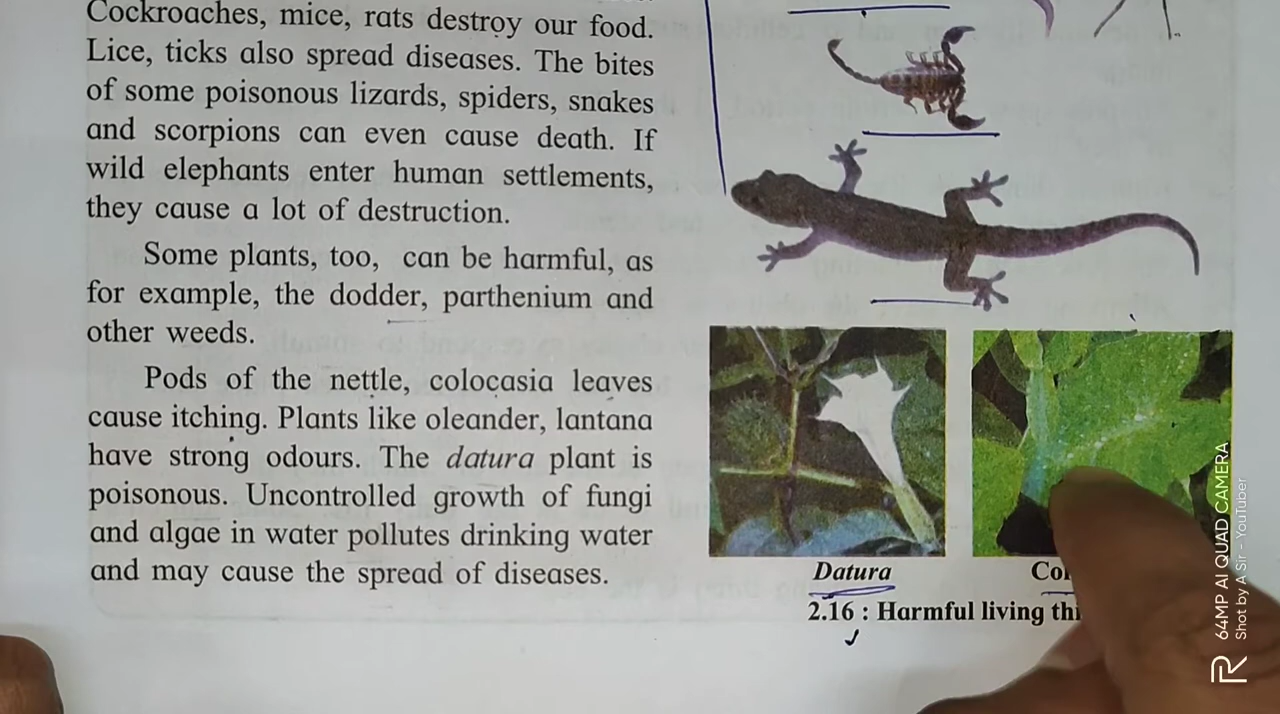 Cockroaches, mice, rats destroy our food.
Lice, ticks also spread diseases. The bites
of some poisonous lizards, spiders, snakes
and scorpions can even cause death. If
wild elephants enter human settlements,
they cause a lot of destruction.
Some plants, too, can be harmful, as
for example, the dodder, parthenium and
other weeds.
Pods of the nettle, colocasia leaves
cause itching. Plants like oleander, lantana
have strong odours. The datura plant is
poisonous. Uncontrolled growth of fungi
and algae in water pollutes drinking water
and may cause the spread of diseases.
Datura
2.16 : Harmful living
64MP AI QUAD CAMERA
Shot by A Sir - YouTuber